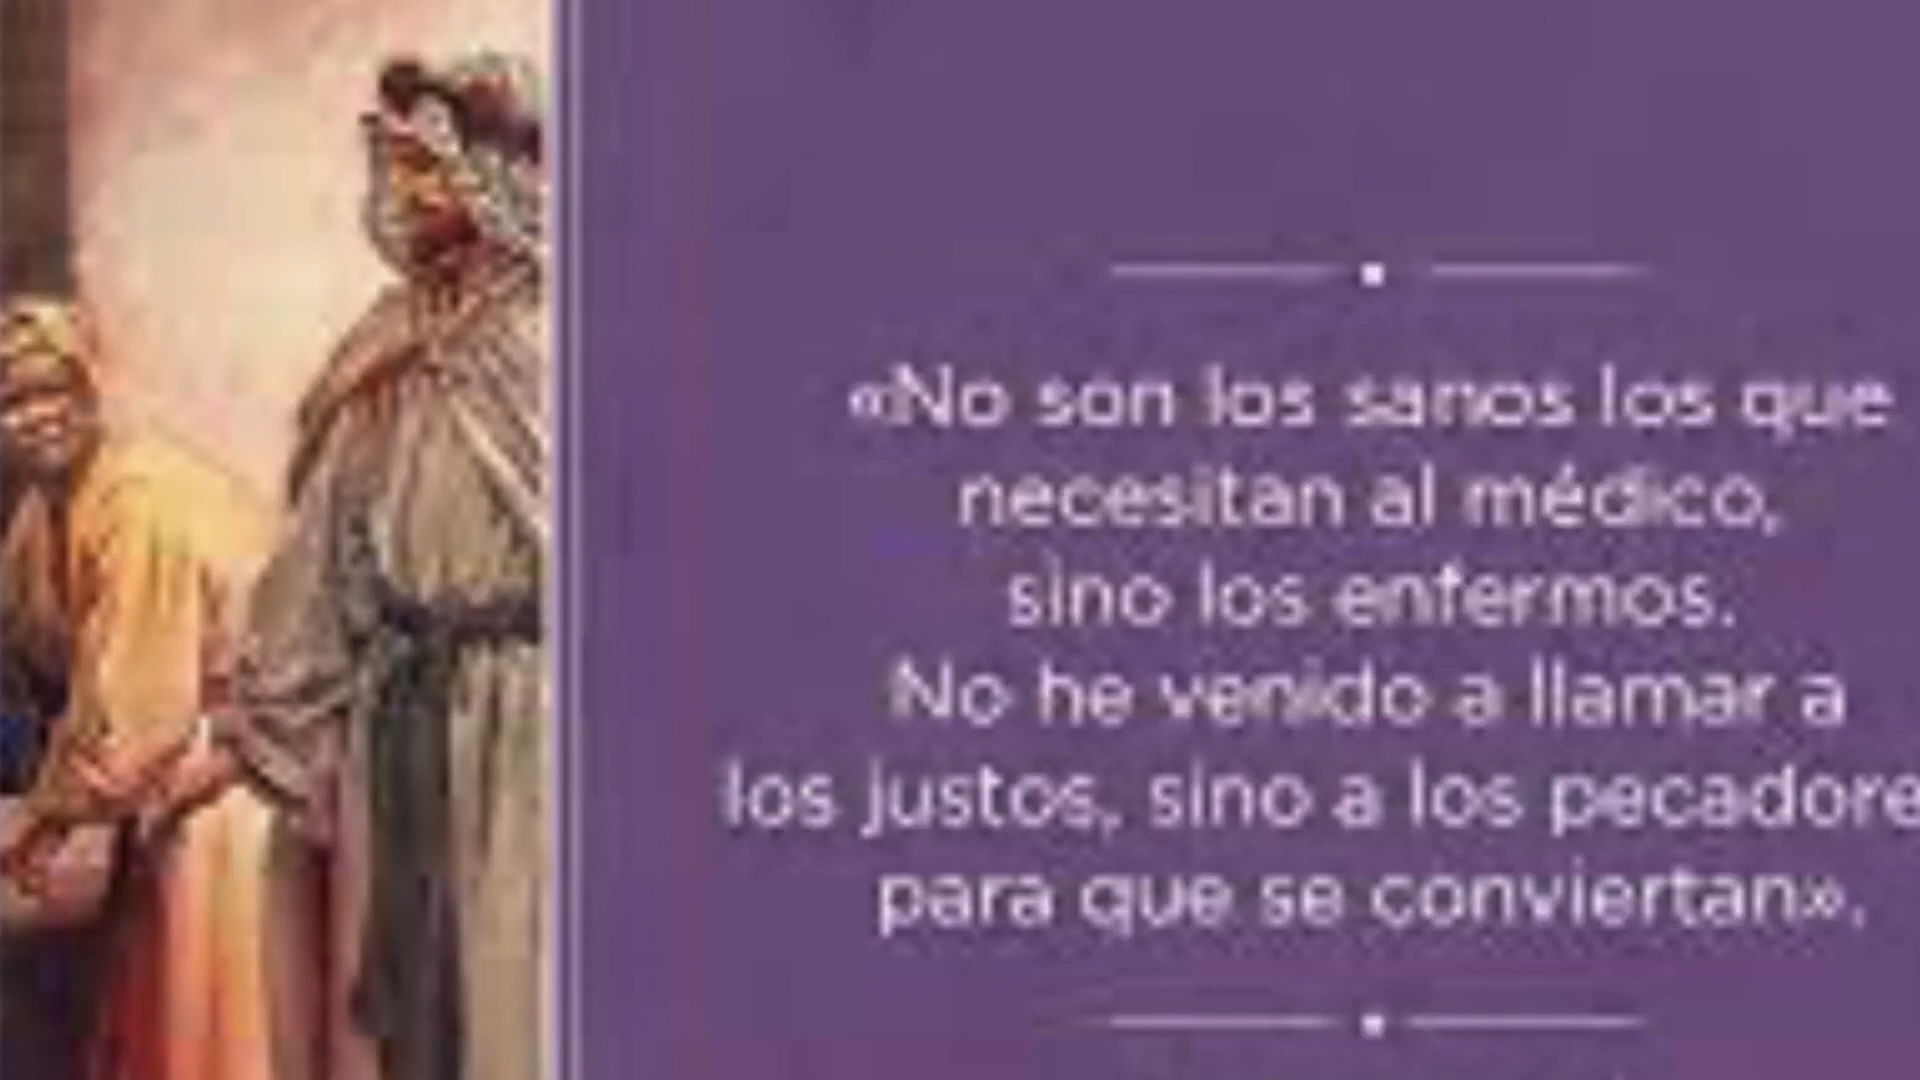 «No son los sanos los que
necesitan al médico,
sino los enfermos.
No he venido a llamar a
los justos, sino a los pecadore
para que se conviertan».